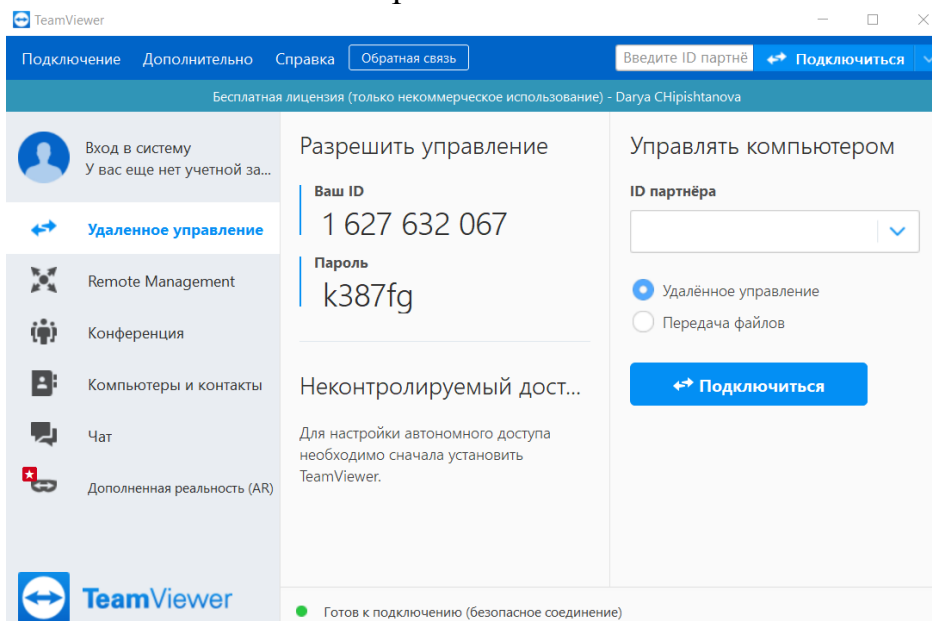 TeamViewer
Подключение Дополнительно Справка Обратная связь Введите ID партнё Подключиться
Бесплатная лицензия (только некоммерческое использование) - Darya CHipishtanova
Вход в систему
У вас еще нет учетной за...
Удаленное управление
Remote Management
Конференция
Компьютеры и контакты
Чат
Дополненная реальность (AR)
TeamViewer
Разрешить управление
Ваш ID
1 627 632 067
Пароль
k387fg
Неконтролируемый дост...
Для настройки автономного доступа
необходимо сначала установить
TeamViewer.
Управлять компьютером
ID партнёра
Удалённое управление
Передача файлов
Подключиться
Готов к подключению (безопасное соединение)